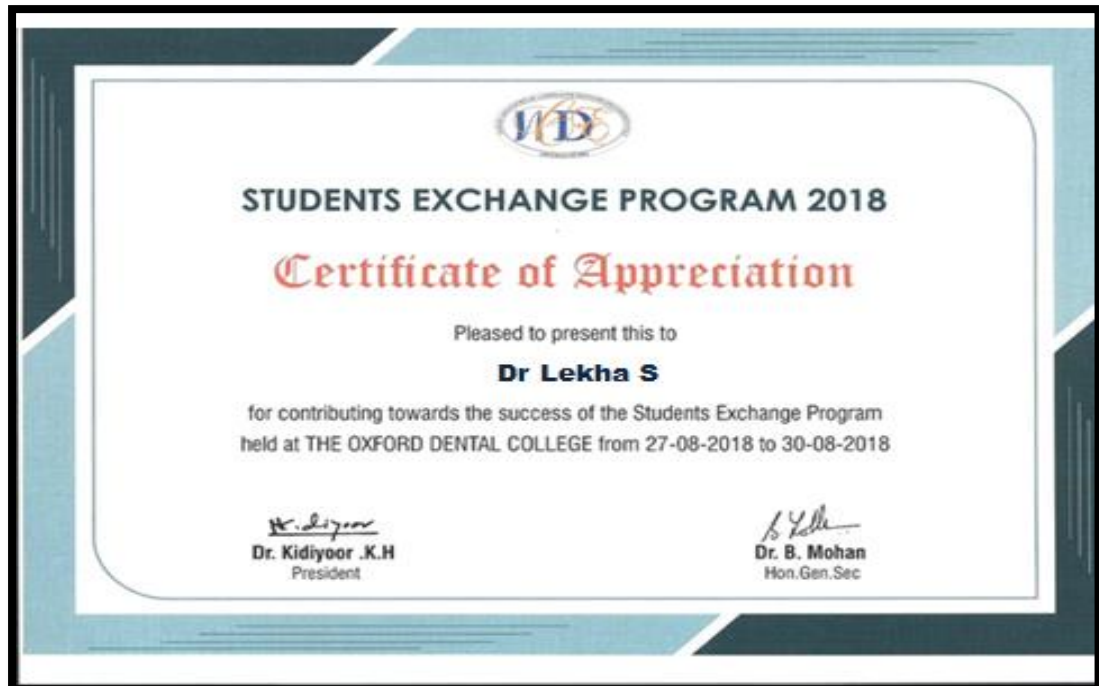 STUDENTS EXCHANGE PROGRAM 2018
Certificate of Appreciation
Pleased to present this to
Dr Lekha S
for contributing towards the success of the Students Exchange Program
held at THE OXFORD DENTAL COLLEGE from 27-08-2018 to 30-08-2018
Dr. Kidiyoor .K.H
President
Dr. B. Mohan
Hon.Gen.Sec